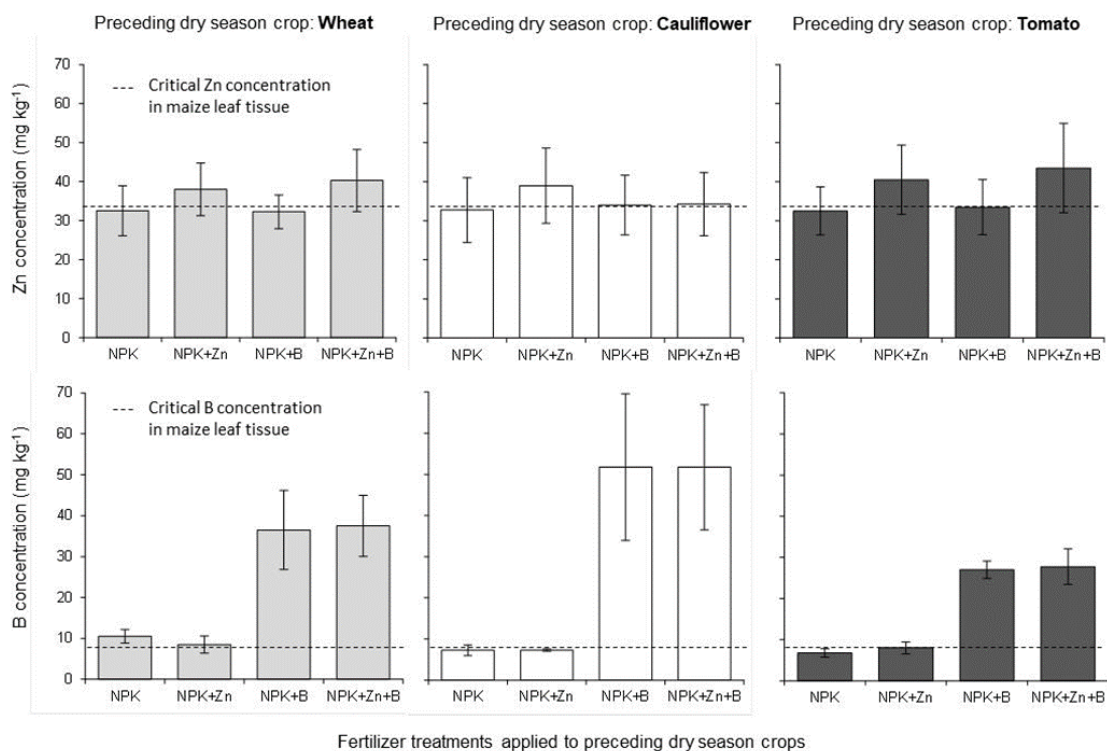 Preceding dry season crop: Wheat
Preceding dry season crop: Cauliflower
Preceding dry season crop: Tomato
Zn concentration (mg kg⁻¹)
70
60
50
40
30
20
10
0
Critical Zn concentration
in maize leaf tissue
NPK NPK+Zn NPK+B NPK+Zn+B
NPK NPK+Zn NPK+B NPK+Zn+B
NPK NPK+Zn NPK+B NPK+Zn+B
B concentration (mg kg⁻¹)
70
60
50
40
30
20
10
0
Critical B concentration
in maize leaf tissue
NPK NPK+Zn NPK+B NPK+Zn+B
NPK NPK+Zn NPK+B NPK+Zn+B
NPK NPK+Zn NPK+B NPK+Zn+B
Fertilizer treatments applied to preceding dry season crops